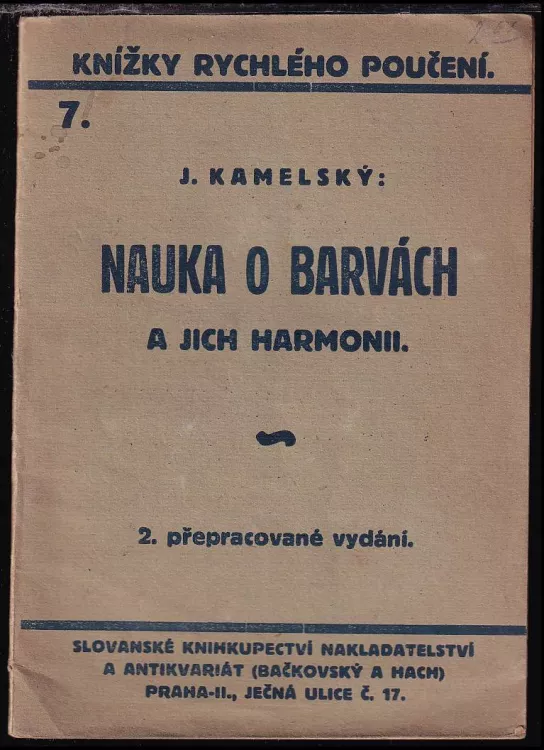 KNÍŽKY RYCHLÉHO POUČENÍ.
7.
J. KAMELSKÝ:
NAUKA O BARVÁCH
A JICH HARMONII.
2. přepracované vydání.
SLOVANSKÉ KNIHKUPECTVÍ NAKLADATELSTVÍ
A ANTIKVARIÁT (BAČKOVSKÝ A HACH)
PRAHA-II., JEČNÁ ULICE Č. 17.